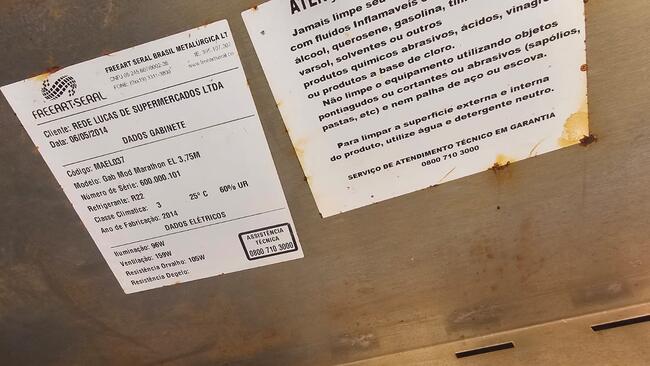 FREEART-SERAL
FREEART SERAL BRASIL METALÚRGICA LT
Cliente: REDE LUCAS DE SUPERMERCADOS LTDA
Data: 06/05/2014
DADOS GABINETE
Código: MAEL037
Modelo: Gab Mod Marathon EL 3.75M
Número de Série: 600.000.101
Refrigerante: R22
Classe Climatica: 3 25° C 60% UR
Ano de Fabricação: 2014
DADOS ELÉTRICOS
Iluminação: 96W
Ventilação: 159W
Resistência Orvalho: 105W
Resistência Degelo:
ASSISTÊNCIA
TÉCNICA
0800 710 3000
Jamais limpe seu
com fluidos Inflamáveis
álcool, querosene, gasolina,
varsol, solventes ou outros
produtos químicos abrasivos, ácidos, vinagre
ou produtos a base de cloro.
Não limpe o equipamento utilizando objetos
pontiagudos ou cortantes ou abrasivos (sapólios,
pastas, etc) e nem palha de aço ou escova.
Para limpar a superfície externa e interna
do produto, utilize água e detergente neutro.
SERVIÇO DE ATENDIMENTO TÉCNICO EM GARANTIA
0800 710 3000